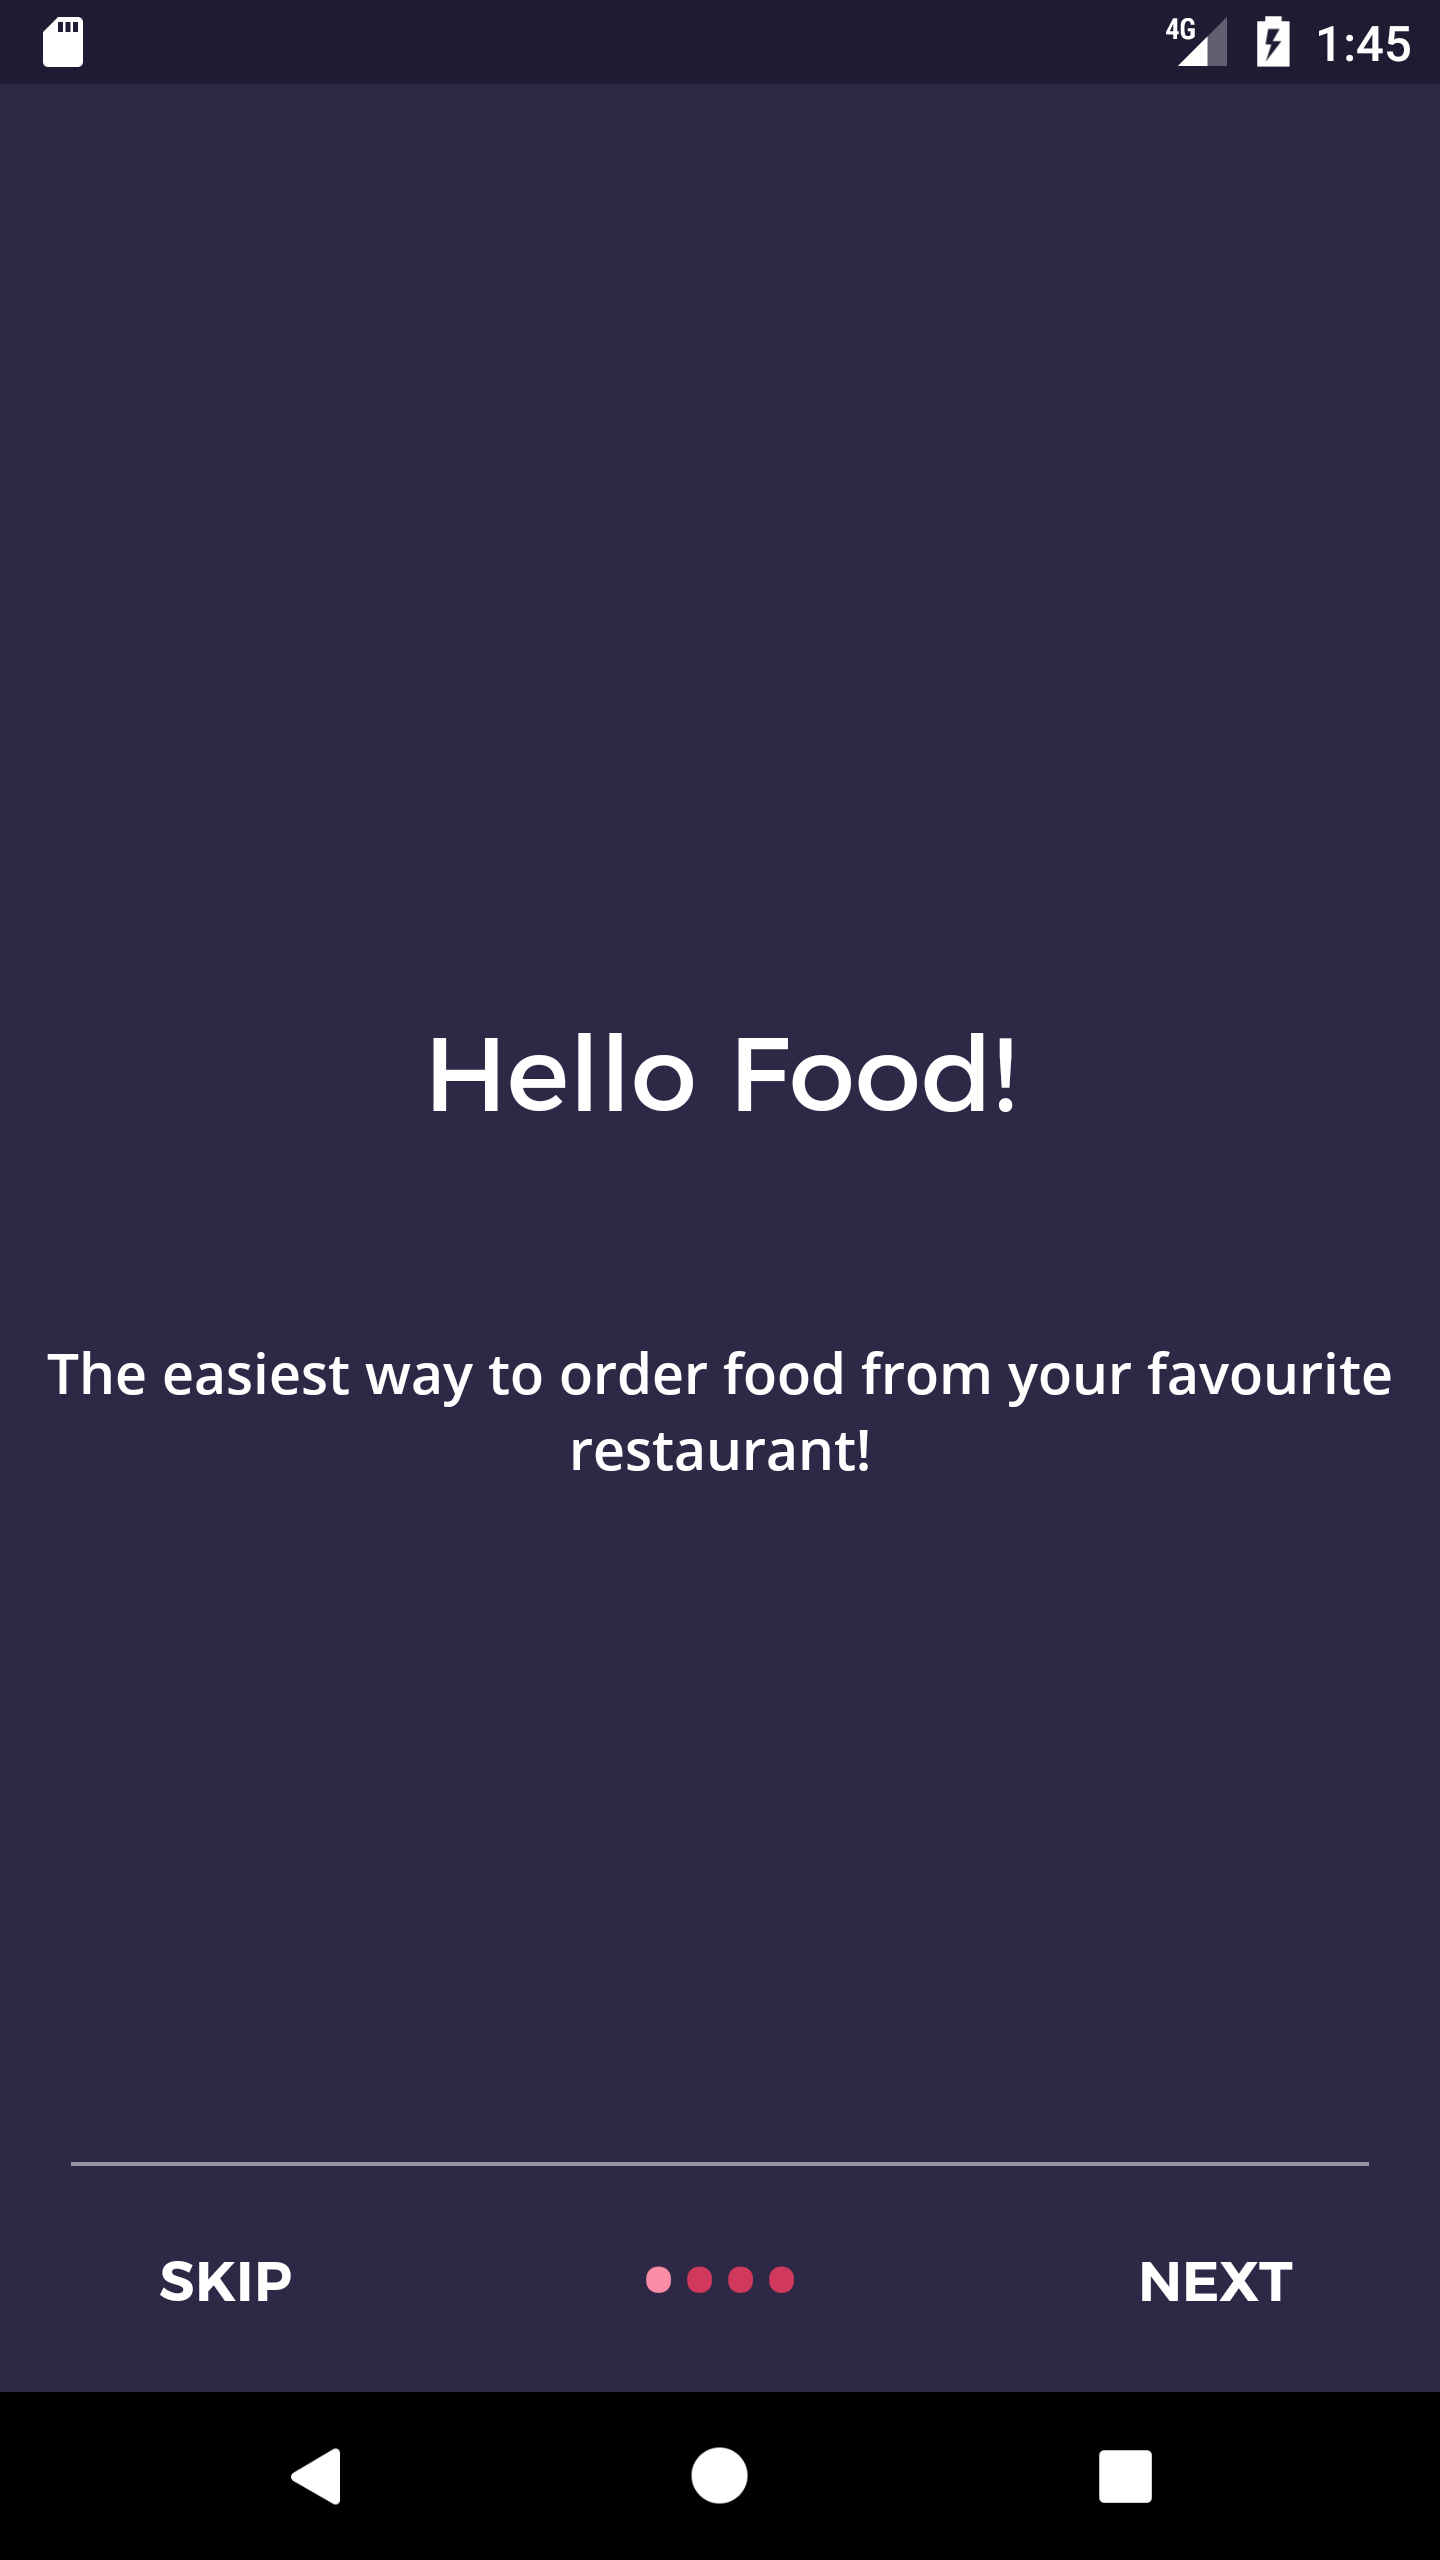 4G 1:45
Hello Food!
The easiest way to order food from your favourite
restaurant!
SKIP NEXT